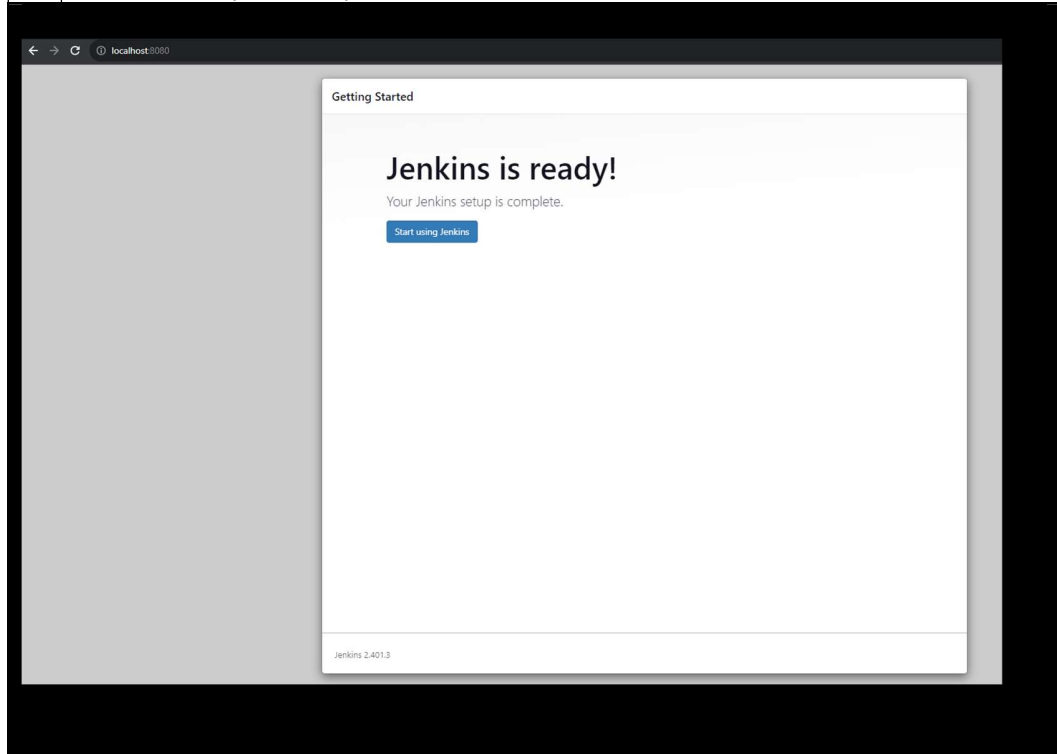 localhost:8080
Getting Started
Jenkins is ready!
Your Jenkins setup is complete.
Start using Jenkins
Jenkins 2.401.3